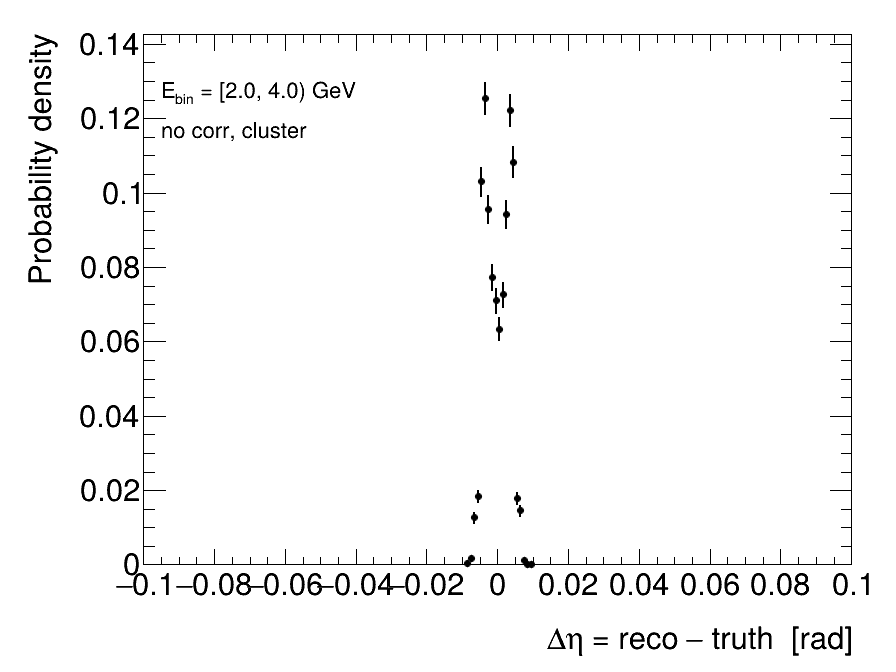 Probability density
0.14
0.12
0.1
0.08
0.06
0.04
0.02
0
E_bin = [2.0, 4.0) GeV
no corr, cluster
−0.1 −0.08 −0.06 −0.04 −0.02 0 0.02 0.04 0.06 0.08 0.1
Δη = reco − truth [rad]